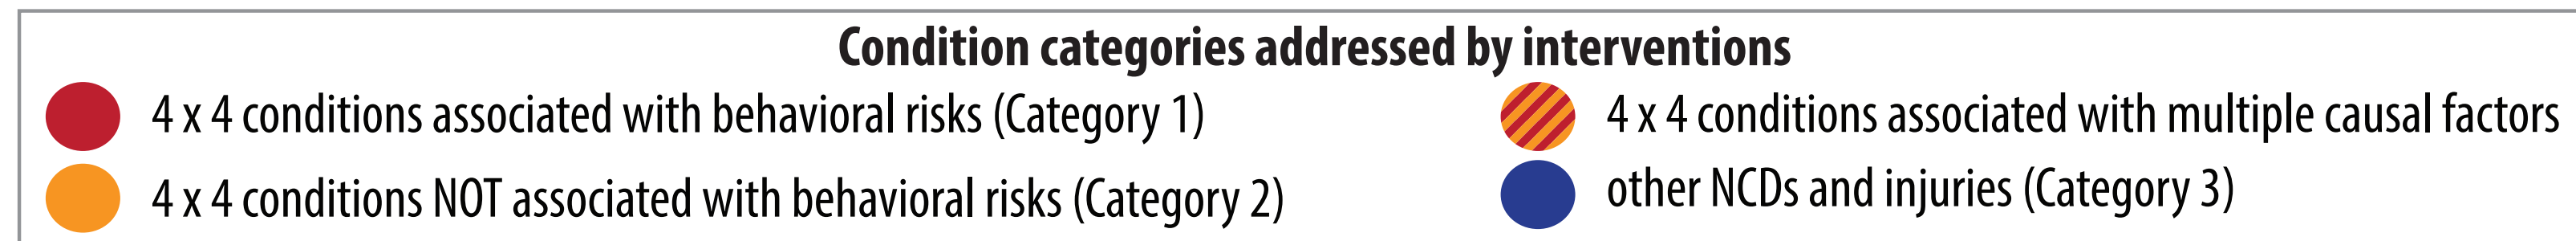 Condition categories addressed by interventions
4 x 4 conditions associated with behavioral risks (Category 1)
4 x 4 conditions NOT associated with behavioral risks (Category 2)
4 x 4 conditions associated with multiple causal factors
other NCDs and injuries (Category 3)